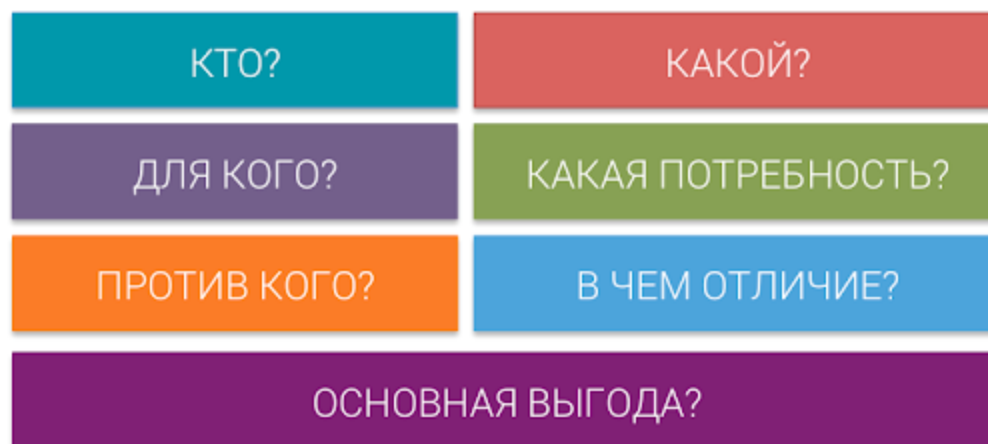 КТО?
КАКОЙ?
ДЛЯ КОГО?
КАКАЯ ПОТРЕБНОСТЬ?
ПРОТИВ КОГО?
В ЧЕМ ОТЛИЧИЕ?
ОСНОВНАЯ ВЫГОДА?